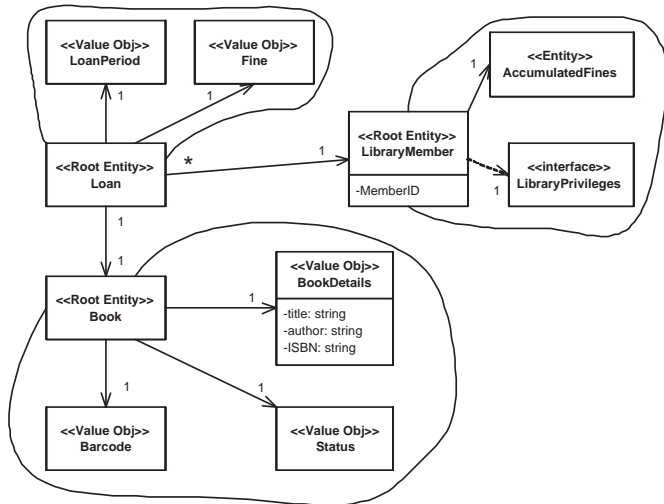 <<Value Obj>>
LoanPeriod
<<Value Obj>>
Fine
<<Entity>>
AccumulatedFines
1
1
1
<<Root Entity>>
Loan
*
1
<<Root Entity>>
LibraryMember
-MemberID
<<interface>>
LibraryPrivileges
1
1
1
<<Root Entity>>
Book
1
<<Value Obj>>
BookDetails
-title: string
-author: string
-ISBN: string
1
1
<<Value Obj>>
Barcode
<<Value Obj>>
Status